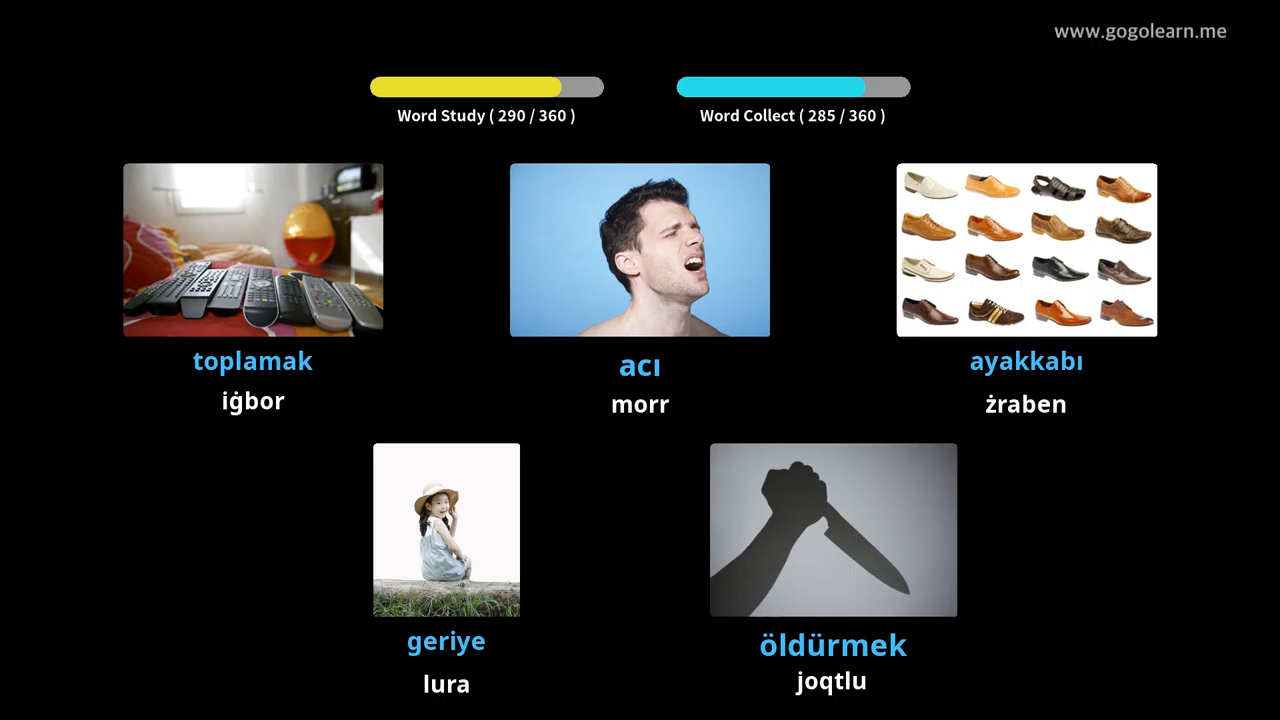 www.gogolearn.me
Word Study ( 290 / 360 )
Word Collect ( 285 / 360 )
toplamak
iġbor
acı
morr
ayakkabı
żraben
geriye
lura
öldürmek
joqtlu